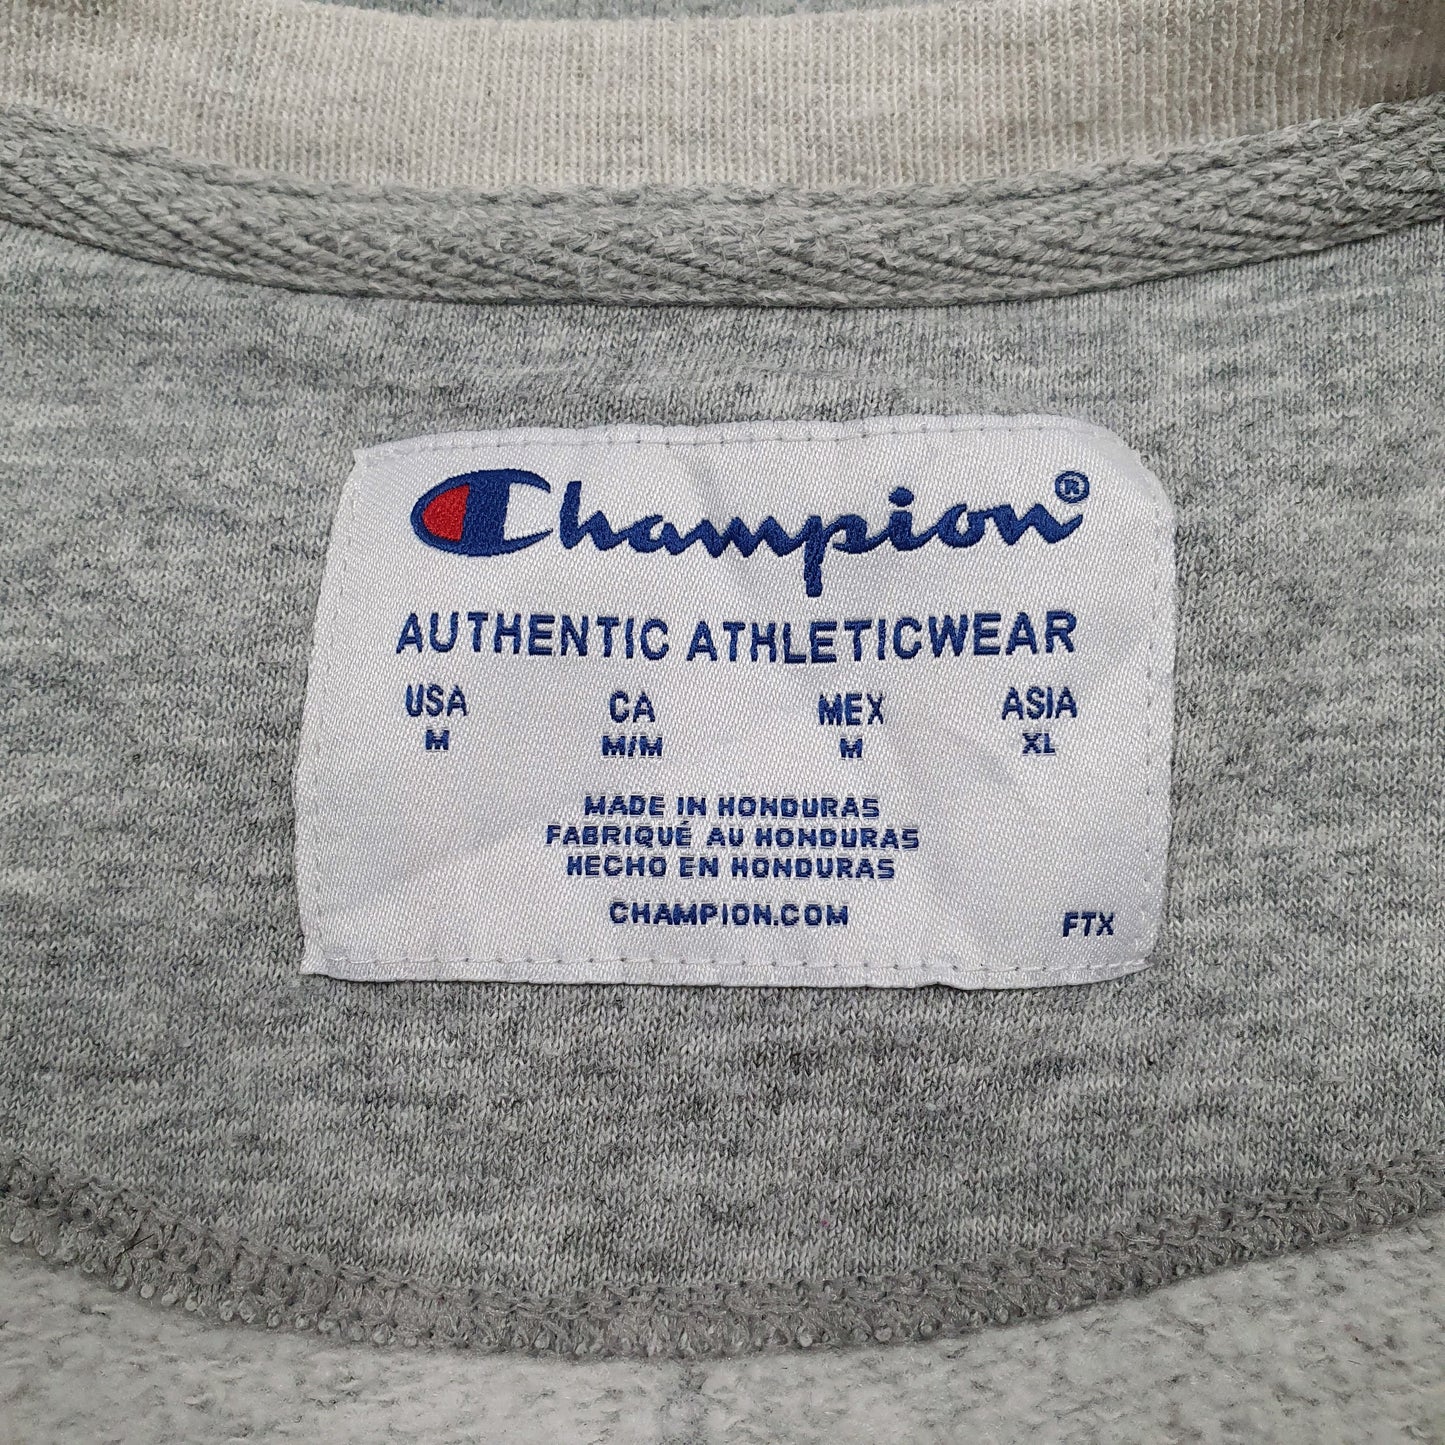 Champion®
AUTHENTIC ATHLETICWEAR
USA CA MEX ASIA
M M/M M XL
MADE IN HONDURAS
FABRIQUÉ AU HONDURAS
HECHO EN HONDURAS
CHAMPION.COM
FTX